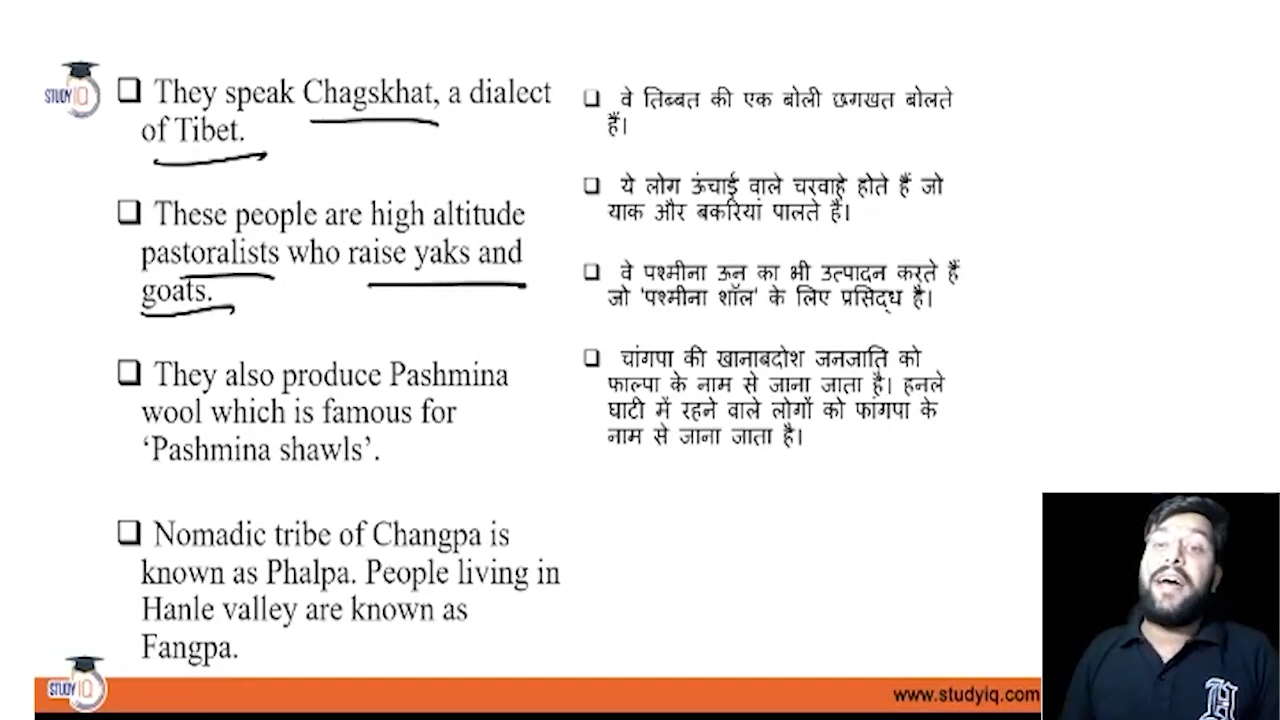 STUDY IQ
❑ They speak Chagskhat, a dialect
of Tibet.
❑ These people are high altitude
pastoralists who raise yaks and
goats.
❑ They also produce Pashmina
wool which is famous for
‘Pashmina shawls’.
❑ Nomadic tribe of Changpa is
known as Phalpa. People living in
Hanle valley are known as
Fangpa.
❑ वे तिब्बत की एक बोली छगखत बोलते
हैं।
❑ ये लोग ऊंचाई वाले चरवाहे होते हैं जो
याक और बकरियां पालते हैं।
❑ वे पश्मीना ऊन का भी उत्पादन करते हैं
जो 'पश्मीना शॉल' के लिए प्रसिद्ध है।
❑ चांगपा की खानाबदोश जनजाति को
फाल्पा के नाम से जाना जाता है। हनले
घाटी में रहने वाले लोगों को फांगपा के
नाम से जाना जाता है।
STUDY IQ
www.studyiq.com